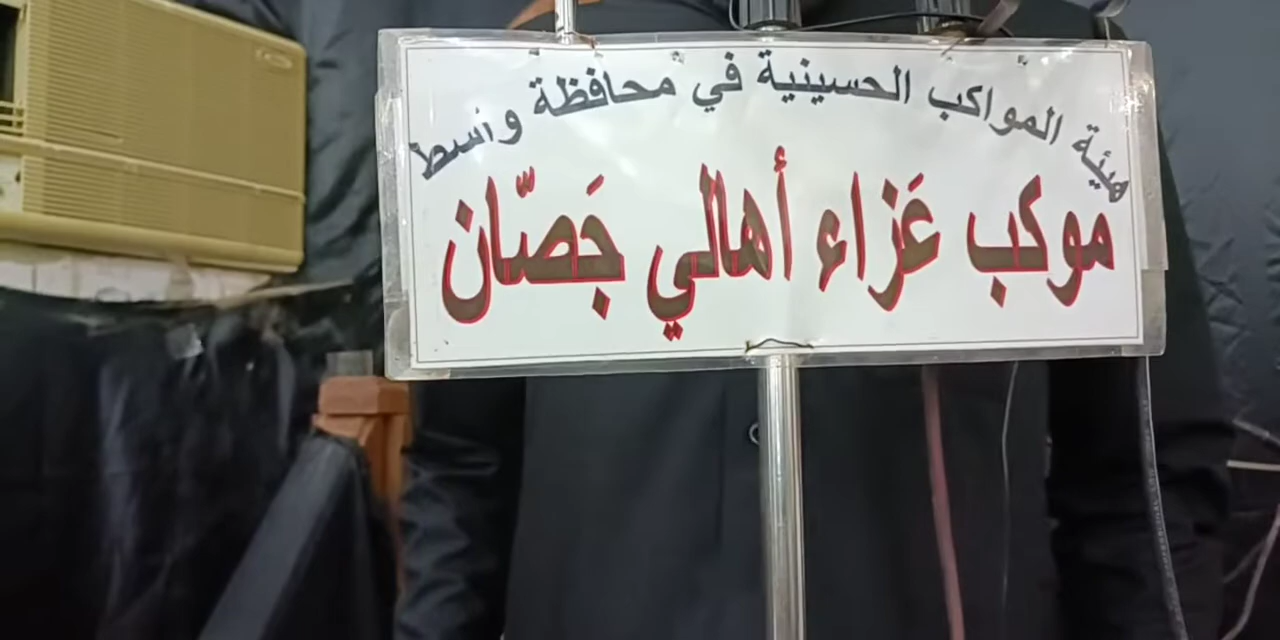 هيئة المواكب الحسينية في محافظة واسط
موكب عَزاء أهالي جَصّان